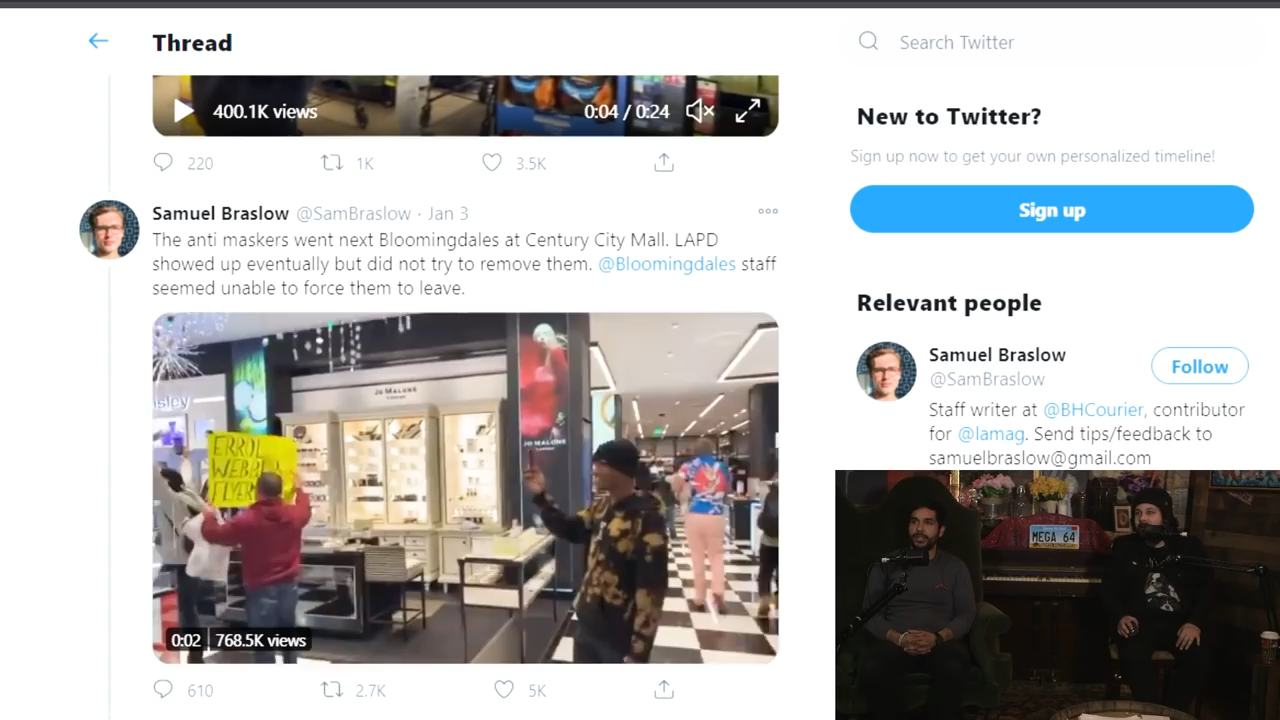 Thread
Search Twitter
400.1K views
0:04 / 0:24
220
1K
3.5K
New to Twitter?
Sign up now to get your own personalized timeline!
Sign up
Samuel Braslow @SamBraslow · Jan 3
The anti maskers went next Bloomingdales at Century City Mall. LAPD
showed up eventually but did not try to remove them. @Bloomingdales staff
seemed unable to force them to leave.
JO MALONE
JO MALONE
ERROL
WEBBER
FLYER
0:02
768.5K views
610
2.7K
5K
Relevant people
Samuel Braslow
@SamBraslow
Follow
Staff writer at @BHCourier, contributor
for @lamag. Send tips/feedback to
samuelbraslow@gmail.com
MEGA 64